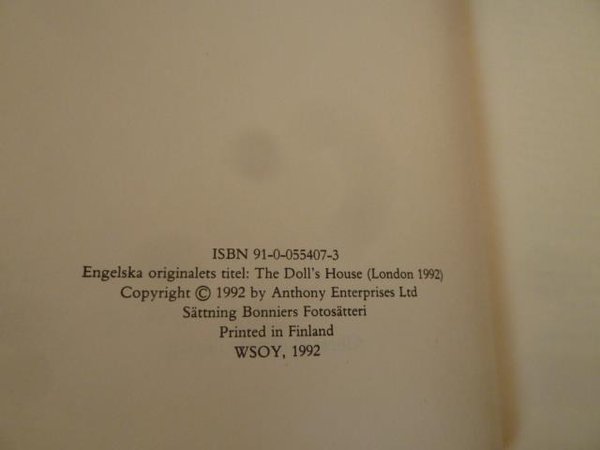 ISBN 91-0-055407-3
Engelska originalets titel: The Doll's House (London 1992)
Copyright © 1992 by Anthony Enterprises Ltd
Sättning Bonniers Fotosätteri
Printed in Finland
WSOY, 1992